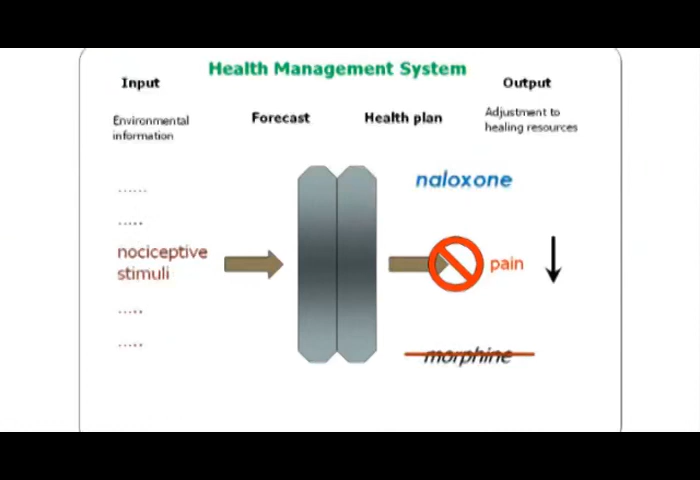 Health Management System
Input
Output
Environmental
information
Forecast
Health plan
Adjustment to
healing resources
......
naloxone
.....
nociceptive
stimuli
pain
.....
.....
morphine